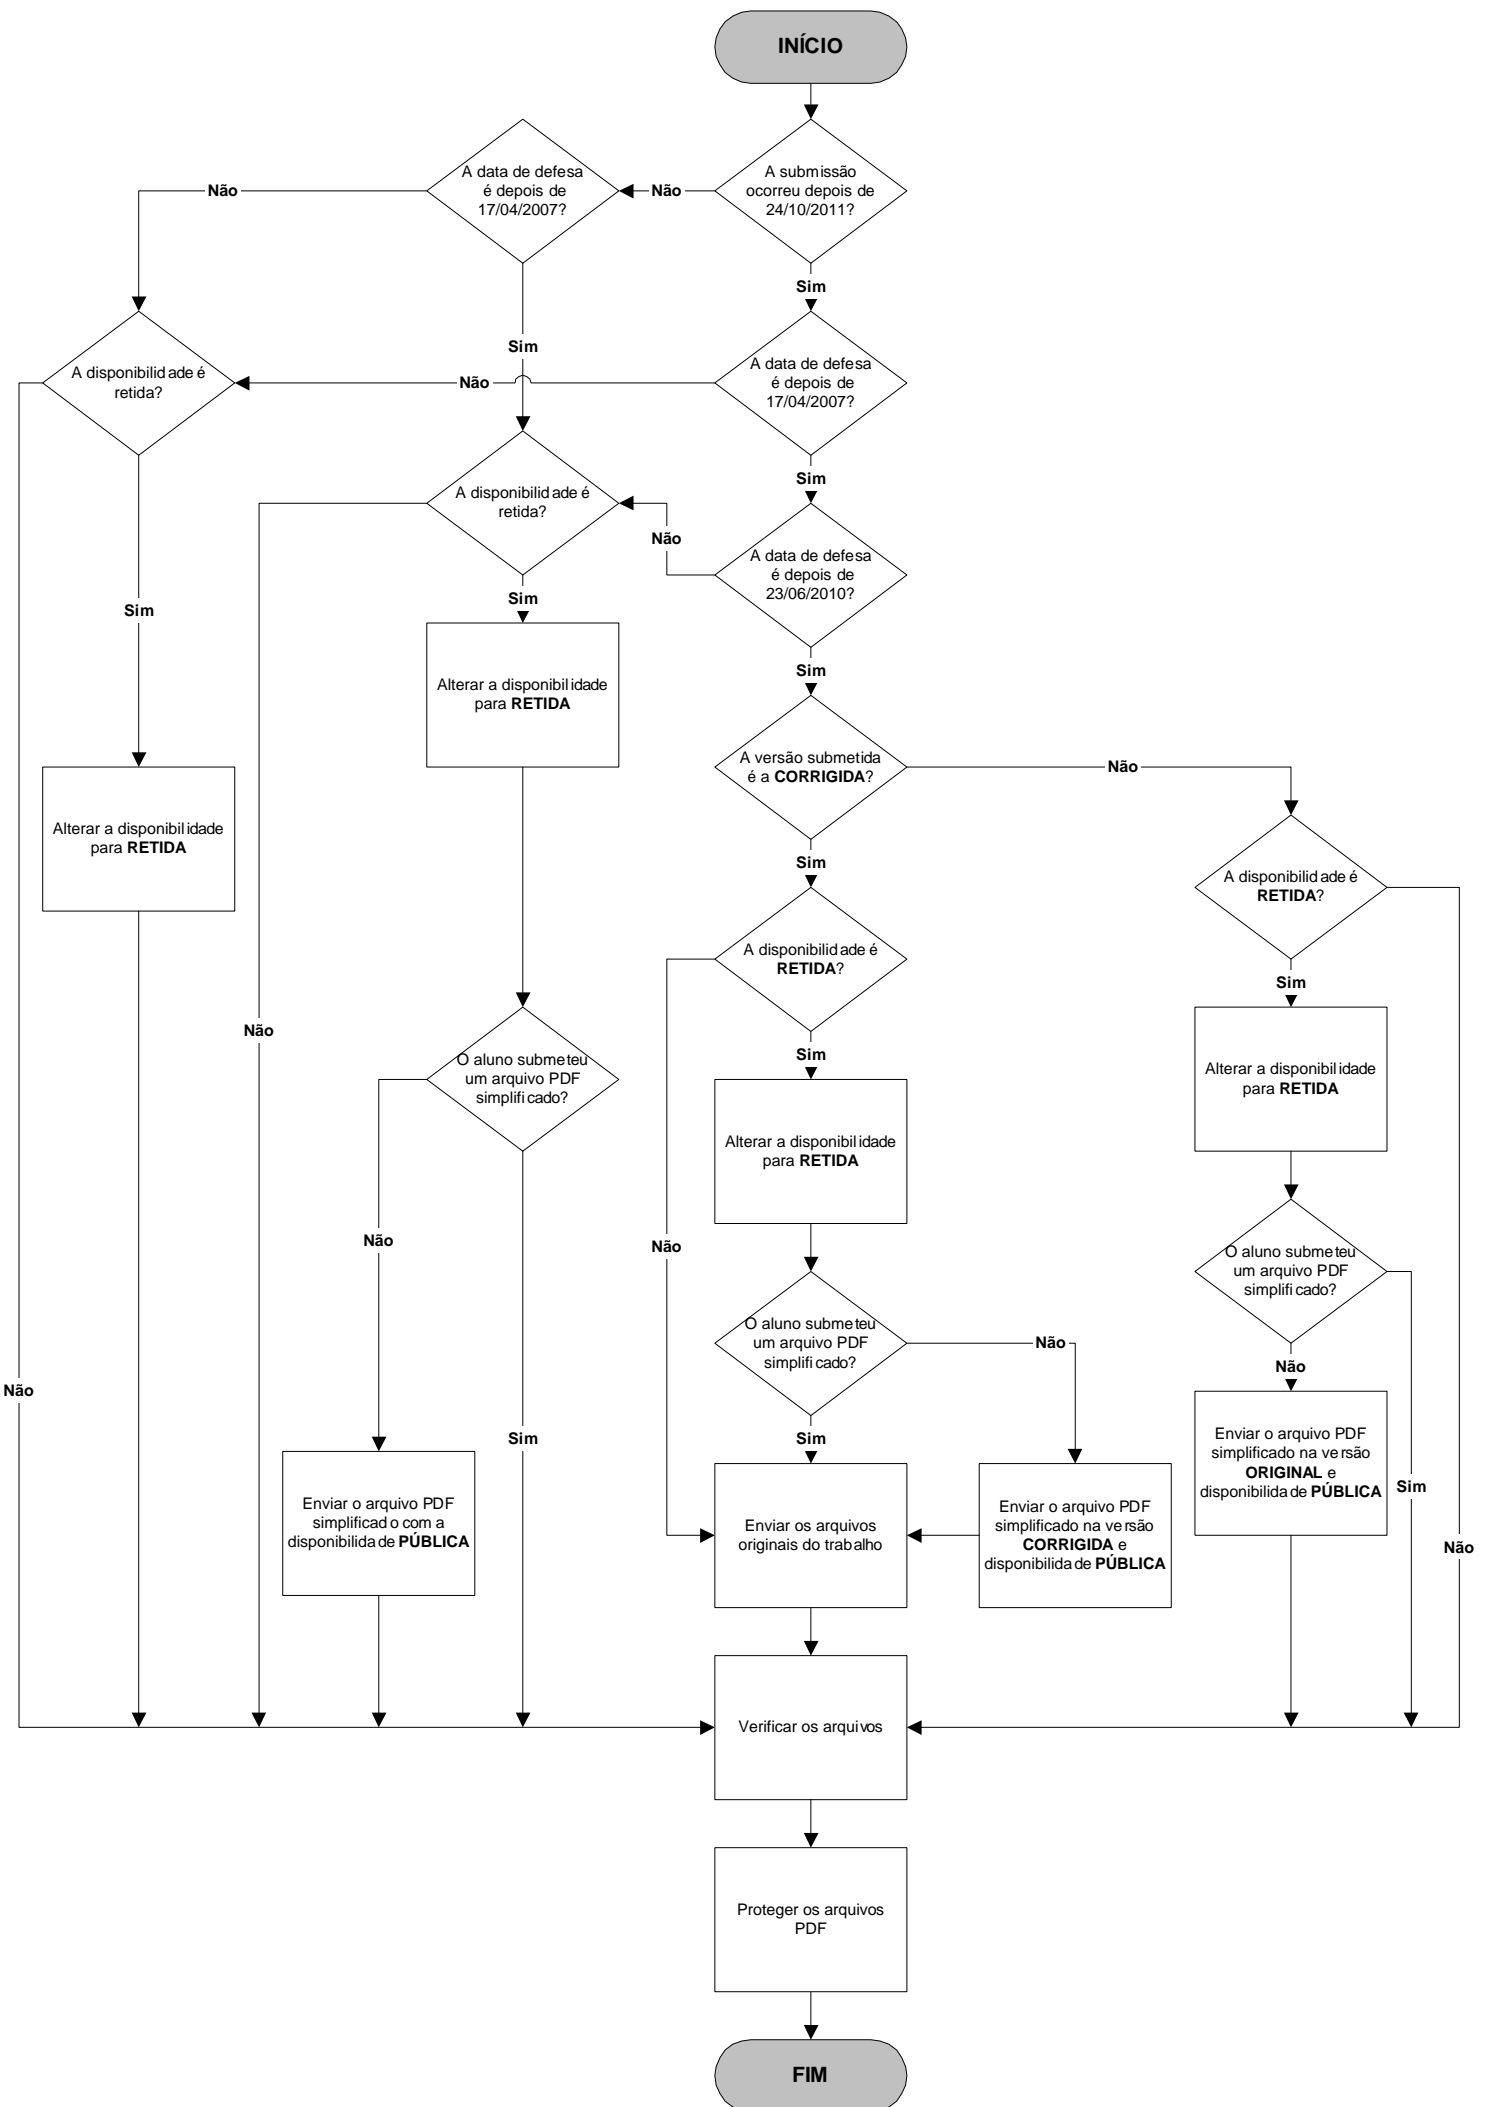 INÍCIO
A data de defesa
é depois de
17/04/2007?
A submissão
ocorreu depois de
24/10/2011?
Não
Não
Sim
A disponibilidade é
retida?
Sim
Não
A data de defesa
é depois de
17/04/2007?
Sim
A disponibilidade é
retida?
Não
A data de defesa
é depois de
23/06/2010?
Sim
Sim
Sim
Alterar a disponibilidade
para RETIDA
A versão submetida
é a CORRIGIDA?
Não
Alterar a disponibilidade
para RETIDA
Sim
A disponibilidade é
RETIDA?
A disponibilidade é
RETIDA?
Sim
Não
O aluno submeteu
um arquivo PDF
simplificado?
Sim
Alterar a disponibilidade
para RETIDA
Alterar a disponibilidade
para RETIDA
Não
Não
O aluno submeteu
um arquivo PDF
simplificado?
O aluno submeteu
um arquivo PDF
simplificado?
Não
Não
Não
Sim
Sim
Enviar o arquivo PDF
simplificado na versão
ORIGINAL e
disponibilidade PÚBLICA
Sim
Enviar o arquivo PDF
simplificado com a
disponibilidade PÚBLICA
Enviar os arquivos
originais do trabalho
Enviar o arquivo PDF
simplificado na versão
CORRIGIDA e
disponibilidade PÚBLICA
Não
Verificar os arquivos
Proteger os arquivos
PDF
FIM